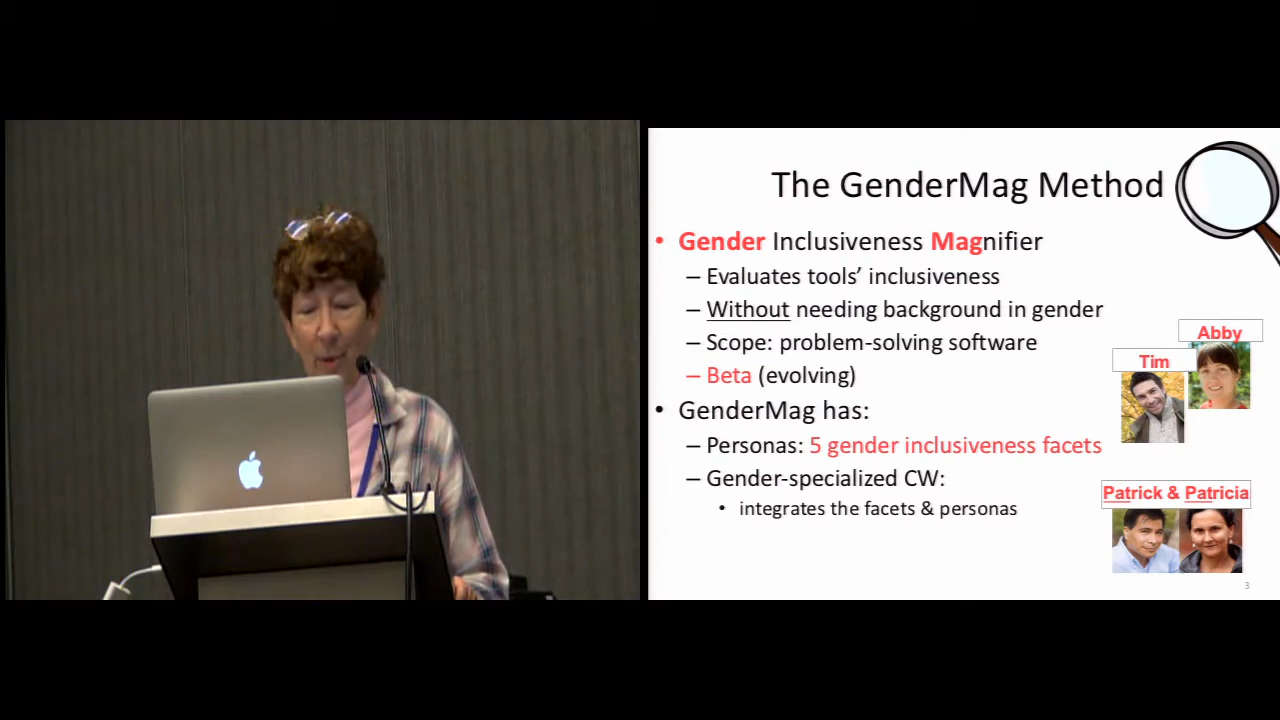 The GenderMag Method
• Gender Inclusiveness Magnifier
– Evaluates tools’ inclusiveness
– Without needing background in gender
– Scope: problem-solving software
– Beta (evolving)
• GenderMag has:
– Personas: 5 gender inclusiveness facets
– Gender-specialized CW:
• integrates the facets & personas
Abby
Tim
Patrick & Patricia
3